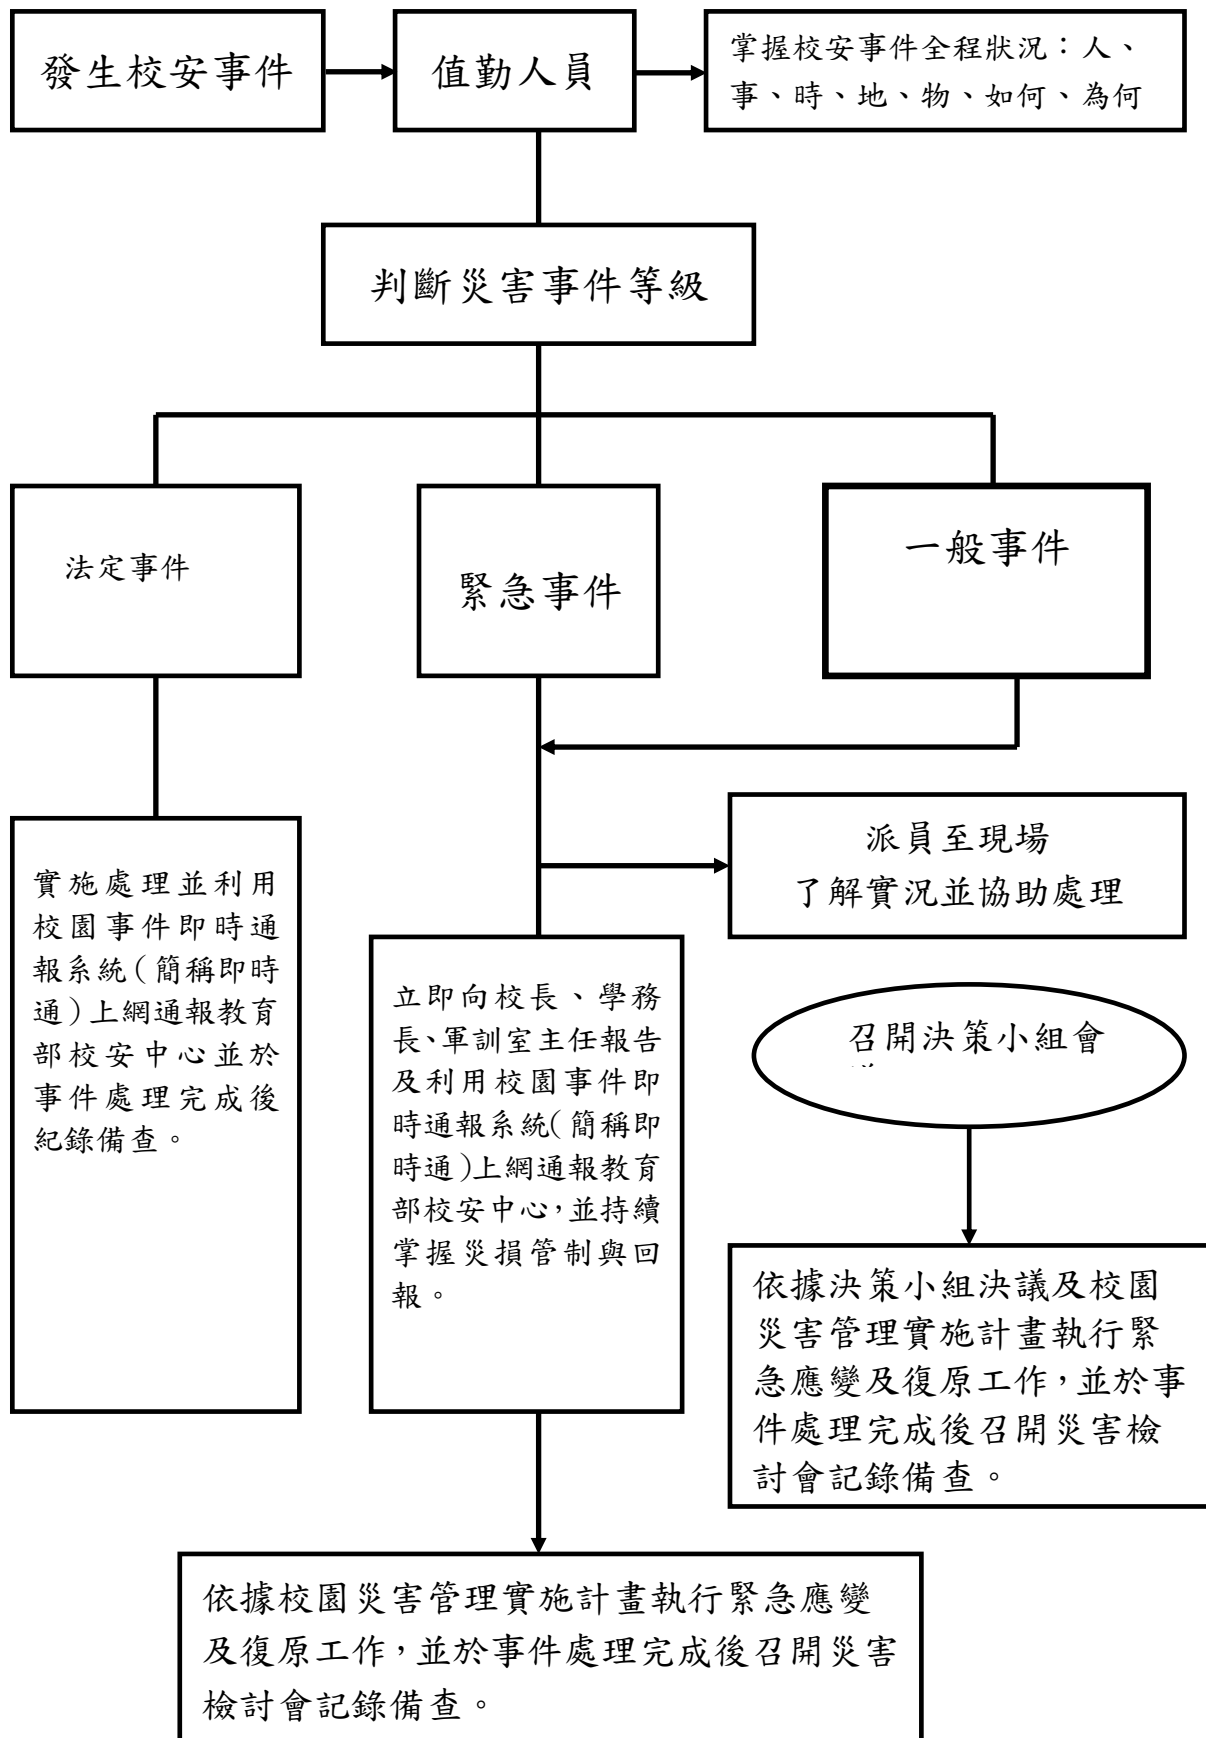 發生校安事件
值勤人員
掌握校安事件全程狀況：人、
事、時、地、物、如何、為何
判斷災害事件等級
法定事件
緊急事件
一般事件
派員至現場
了解實況並協助處理
實施處理並利用
校園事件即時通
報系統(簡稱即時
通)上網通報教育
部校安中心並於
事件處理完成後
紀錄備查。
立即向校長、學務
長、軍訓室主任報告
及利用校園事件即
時通報系統(簡稱即
時通)上網通報教育
部校安中心，並持續
掌握災損管制與回
報。
召開決策小組會
依據決策小組決議及校園
災害管理實施計畫執行緊
急應變及復原工作，並於事
件處理完成後召開災害檢
討會記錄備查。
依據校園災害管理實施計畫執行緊急應變
及復原工作，並於事件處理完成後召開災害
檢討會記錄備查。